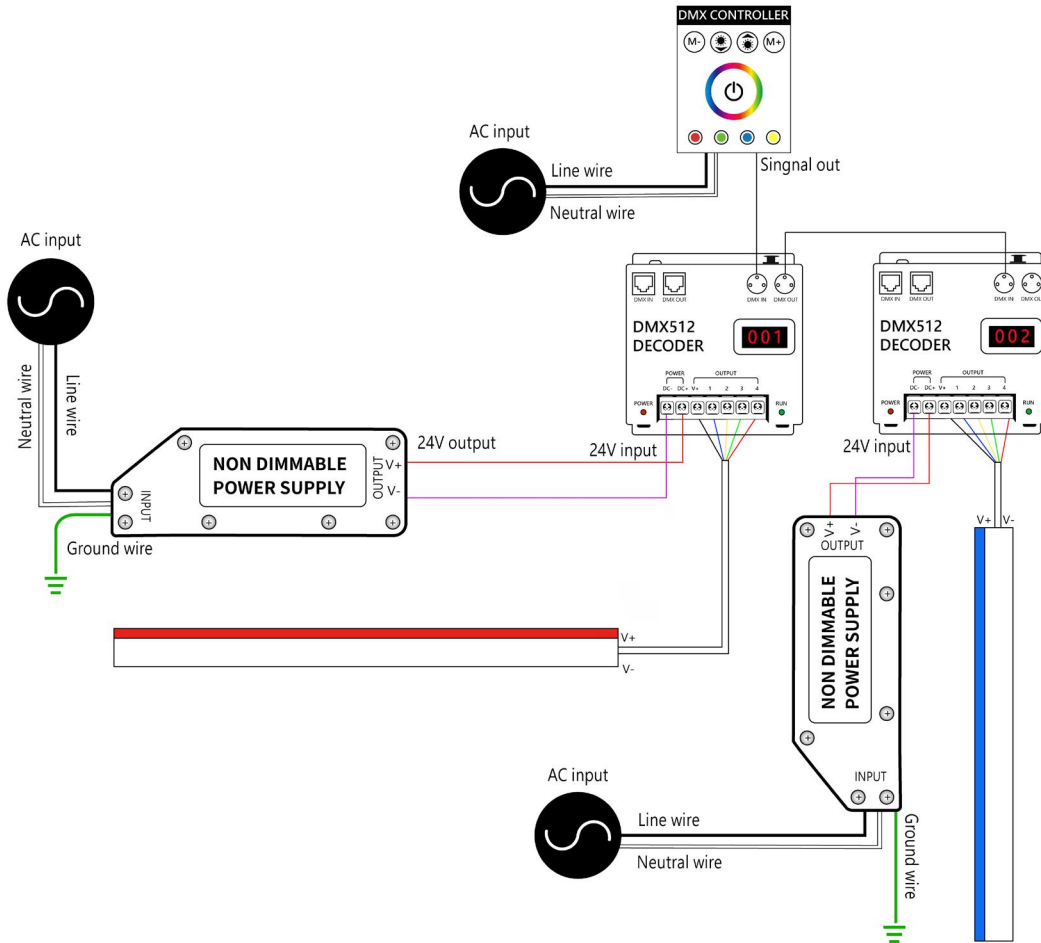 DMX CONTROLLER
M-
M+
AC input
Line wire
Neutral wire
Singnal out
AC input
Neutral wire
Line wire
DMX IN
DMX OUT
DMX IN
DMX OUT
DMX512
DECODER
001
POWER
OUTPUT
DC-
DC+
V+
1
2
3
4
POWER
RUN
24V input
DMX IN
DMX OUT
DMX IN
DMX OU
DMX512
DECODER
002
POWER
OUTPUT
DC-
DC+
V+
1
2
3
4
POWER
RUN
24V input
NON DIMMABLE
POWER SUPPLY
INPUT
OUTPUT
V+
V-
24V output
Ground wire
V+
V-
V+
V-
V+
V-
OUTPUT
NON DIMMABLE
POWER SUPPLY
INPUT
AC input
Line wire
Neutral wire
Ground wire